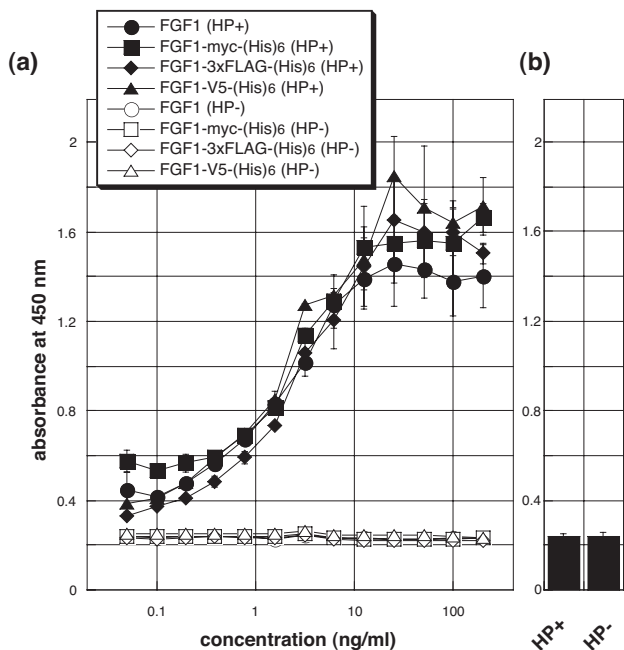 FGF1 (HP+)
FGF1-myc-(His)6 (HP+)
FGF1-3xFLAG-(His)6 (HP+)
FGF1-V5-(His)6 (HP+)
FGF1 (HP-)
FGF1-myc-(His)6 (HP-)
FGF1-3xFLAG-(His)6 (HP-)
FGF1-V5-(His)6 (HP-)
(a)
absorbance at 450 nm
2
1.6
1.2
0.8
0.4
0
0.1
1
10
100
concentration (ng/ml)
(b)
2
1.6
1.2
0.8
0.4
0
HP+
HP-